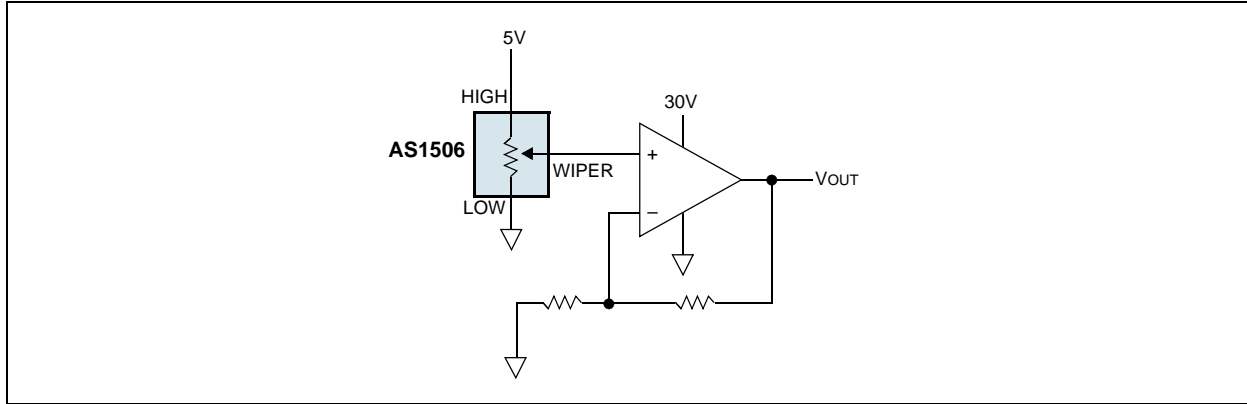 5V
HIGH
30V
AS1506
+
WIPER
VOUT
LOW
−